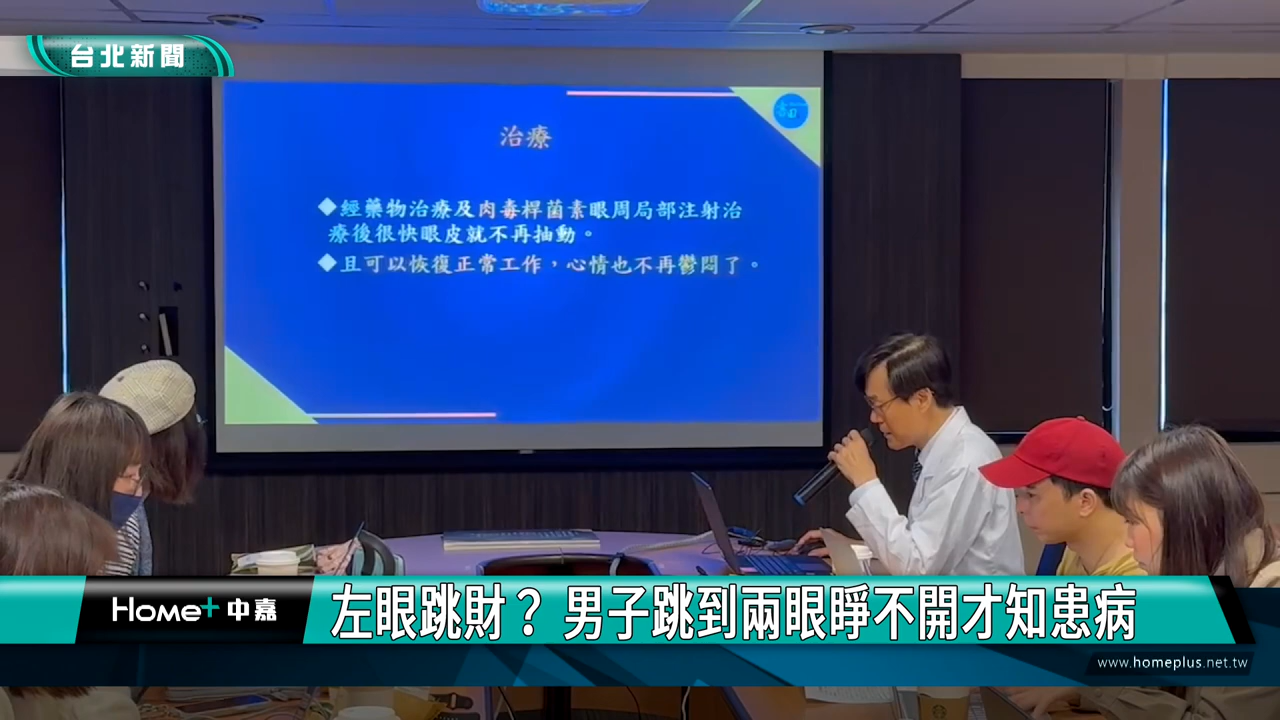 台北新聞
治療
◆經藥物治療及肉毒桿菌素眼周局部注射治
療後很快眼皮就不再抽動。
◆且可以恢復正常工作，心情也不再鬱悶了。
Home+中嘉
左眼跳財？男子跳到兩眼睜不開才知患病
www.homeplus.net.tw